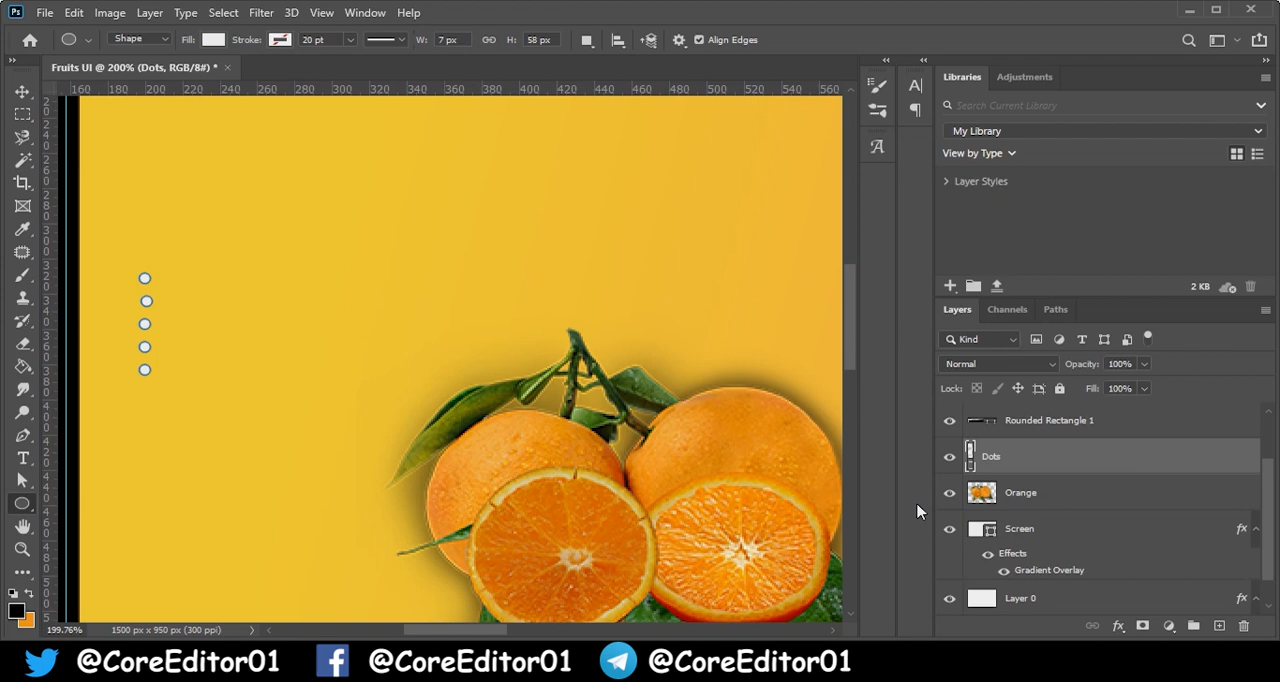 Ps File Edit Image Layer Type Select Filter 3D View Window Help
Shape Fill: Stroke: 20 pt W: 7 px H: 58 px Align Edges
Fruits UI @ 200% (Dots, RGB/8#) * ×
160 180 200 220 240 260 280 300 320 340 360 380 400 420 440 460 480 500 520 540 560
Libraries Adjustments
Search Current Library
My Library
View by Type
Layer Styles
2 KB
Layers Channels Paths
Kind
Normal Opacity: 100%
Lock: Fill: 100%
Rounded Rectangle 1
Dots
Orange
Screen fx
Effects
Gradient Overlay
Layer 0 fx
199.76% 1500 px x 950 px (300 ppi)
@CoreEditor01 @CoreEditor01 @CoreEditor01